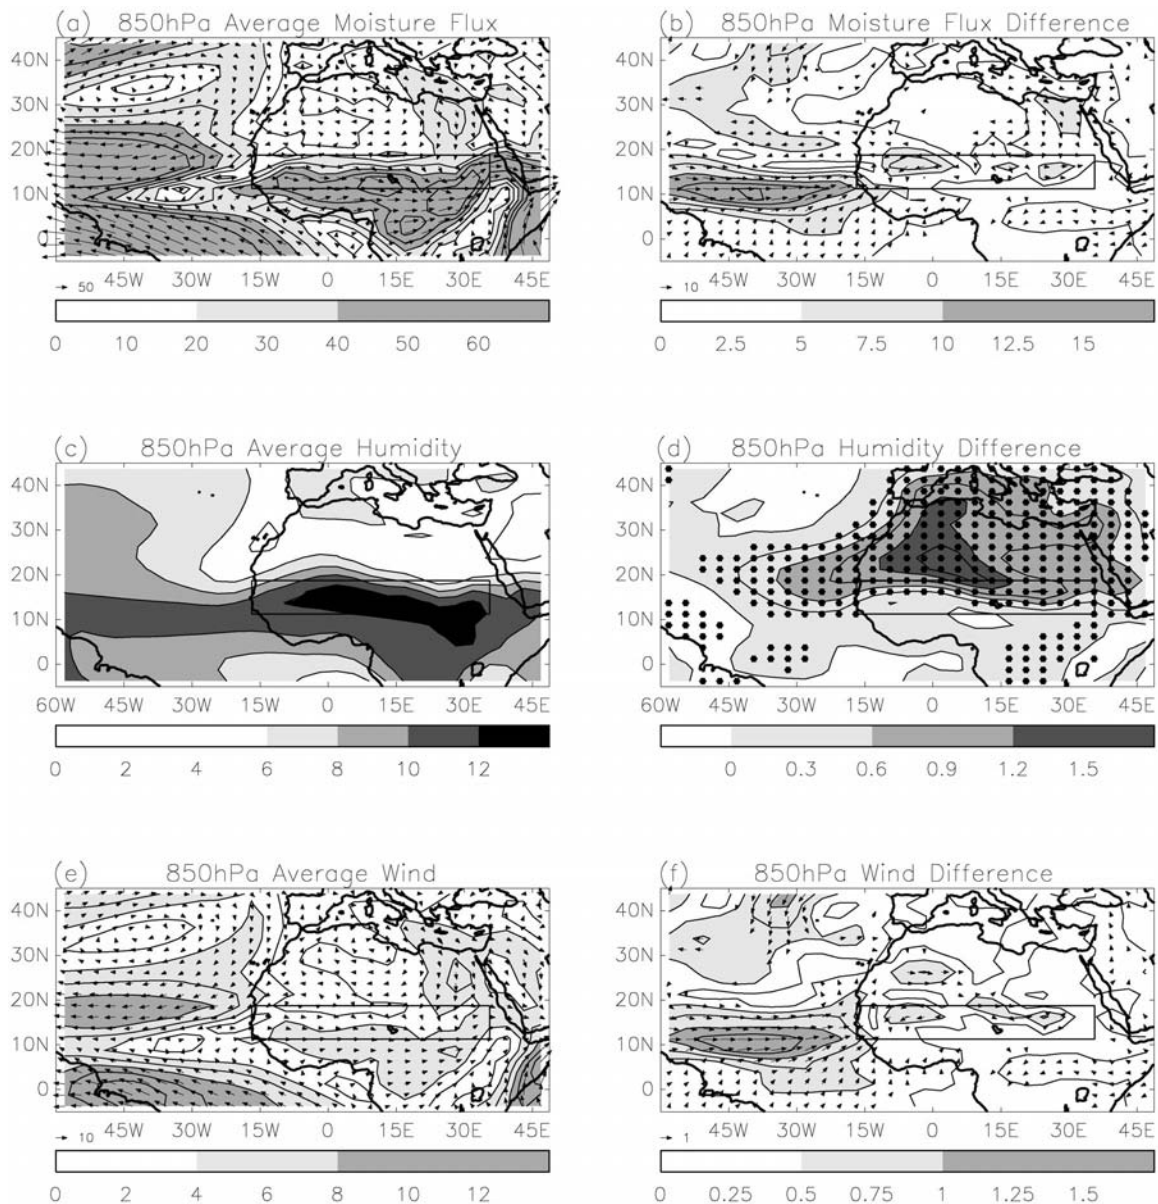 (a) 850hPa Average Moisture Flux
(b) 850hPa Moisture Flux Difference
40N
30N
20N
10N
0
→ 50 45W 30W 15W 0 15E 30E 45E
0 10 20 30 40 50 60
40N
30N
20N
10N
0
→ 10 45W 30W 15W 0 15E 30E 45E
0 2.5 5 7.5 10 12.5 15
(c) 850hPa Average Humidity
(d) 850hPa Humidity Difference
40N
30N
20N
10N
0
60W 45W 30W 15W 0 15E 30E 45E
0 2 4 6 8 10 12
40N
30N
20N
10N
0
60W 45W 30W 15W 0 15E 30E 45E
0 0.3 0.6 0.9 1.2 1.5
(e) 850hPa Average Wind
(f) 850hPa Wind Difference
40N
30N
20N
10N
0
→ 10 45W 30W 15W 0 15E 30E 45E
0 2 4 6 8 10 12
40N
30N
20N
10N
0
→ 1 45W 30W 15W 0 15E 30E 45E
0 0.25 0.5 0.75 1 1.25 1.5